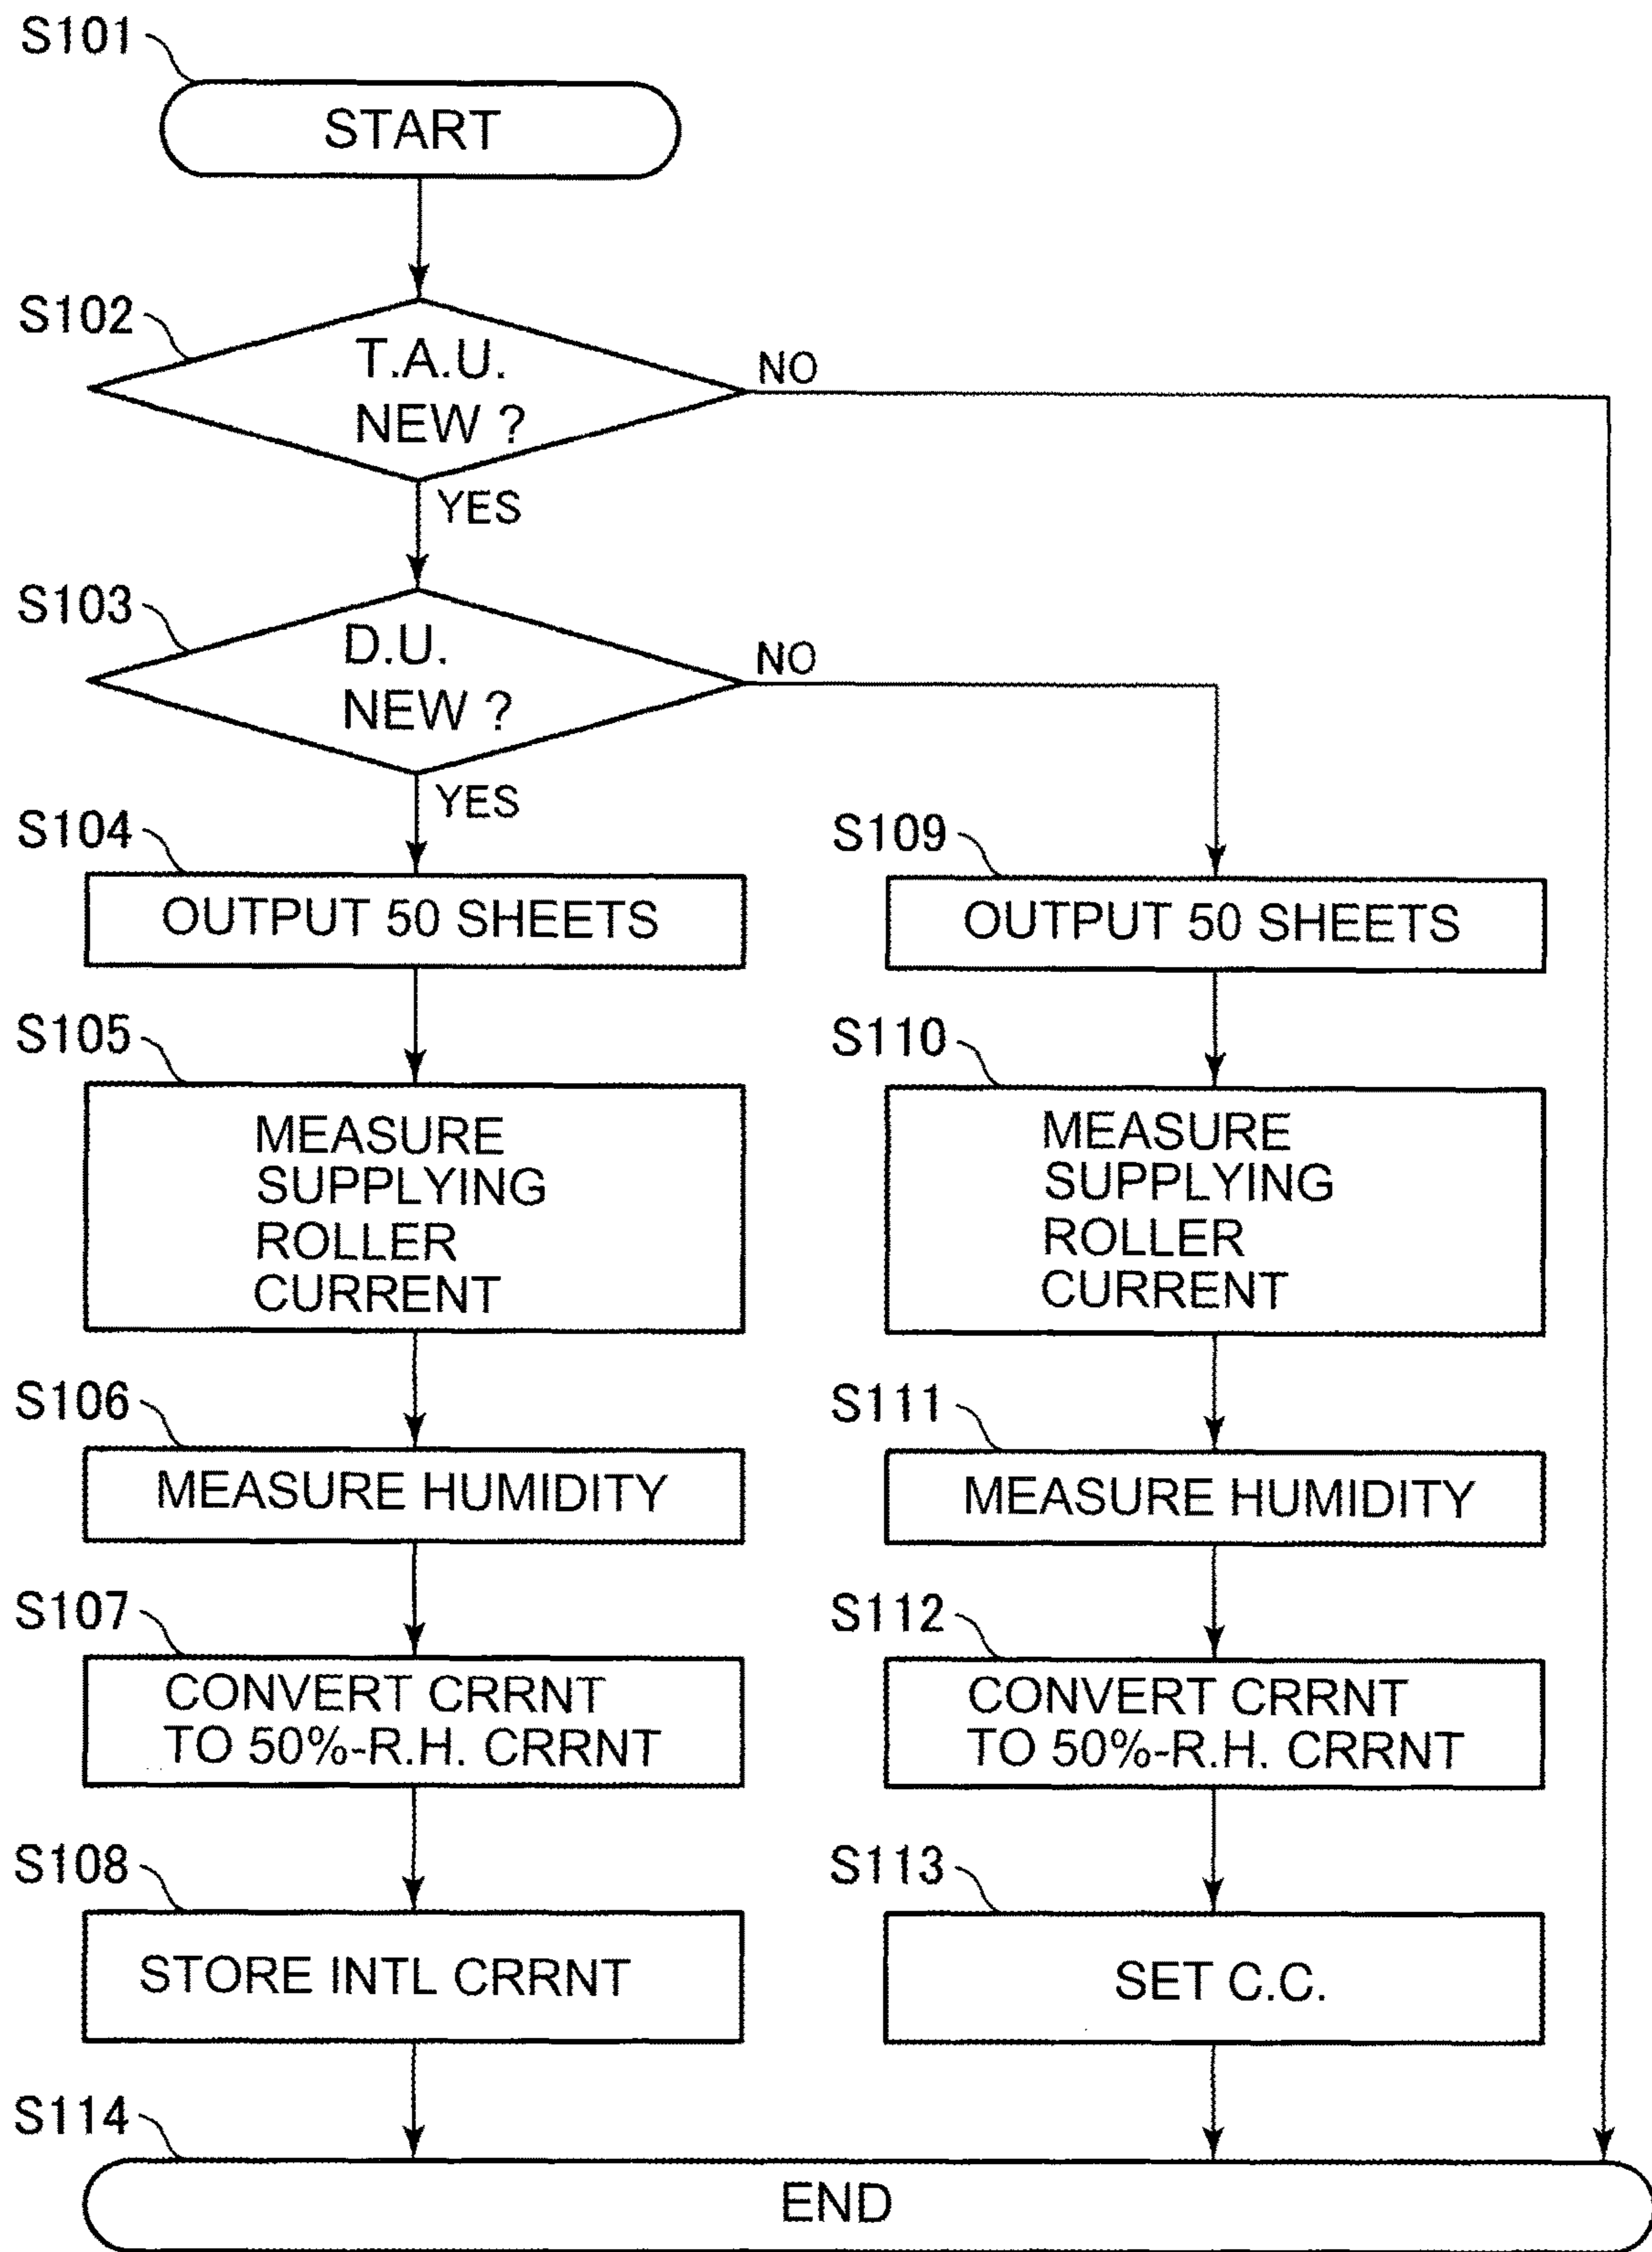 S101
START
S102
T.A.U.
NEW ?
NO
YES
S103
D.U.
NEW ?
NO
YES
S104
OUTPUT 50 SHEETS
S105
MEASURE
SUPPLYING
ROLLER
CURRENT
S106
MEASURE HUMIDITY
S107
CONVERT CRRNT
TO 50%-R.H. CRRNT
S108
STORE INTL CRRNT
S109
OUTPUT 50 SHEETS
S110
MEASURE
SUPPLYING
ROLLER
CURRENT
S111
MEASURE HUMIDITY
S112
CONVERT CRRNT
TO 50%-R.H. CRRNT
S113
SET C.C.
S114
END